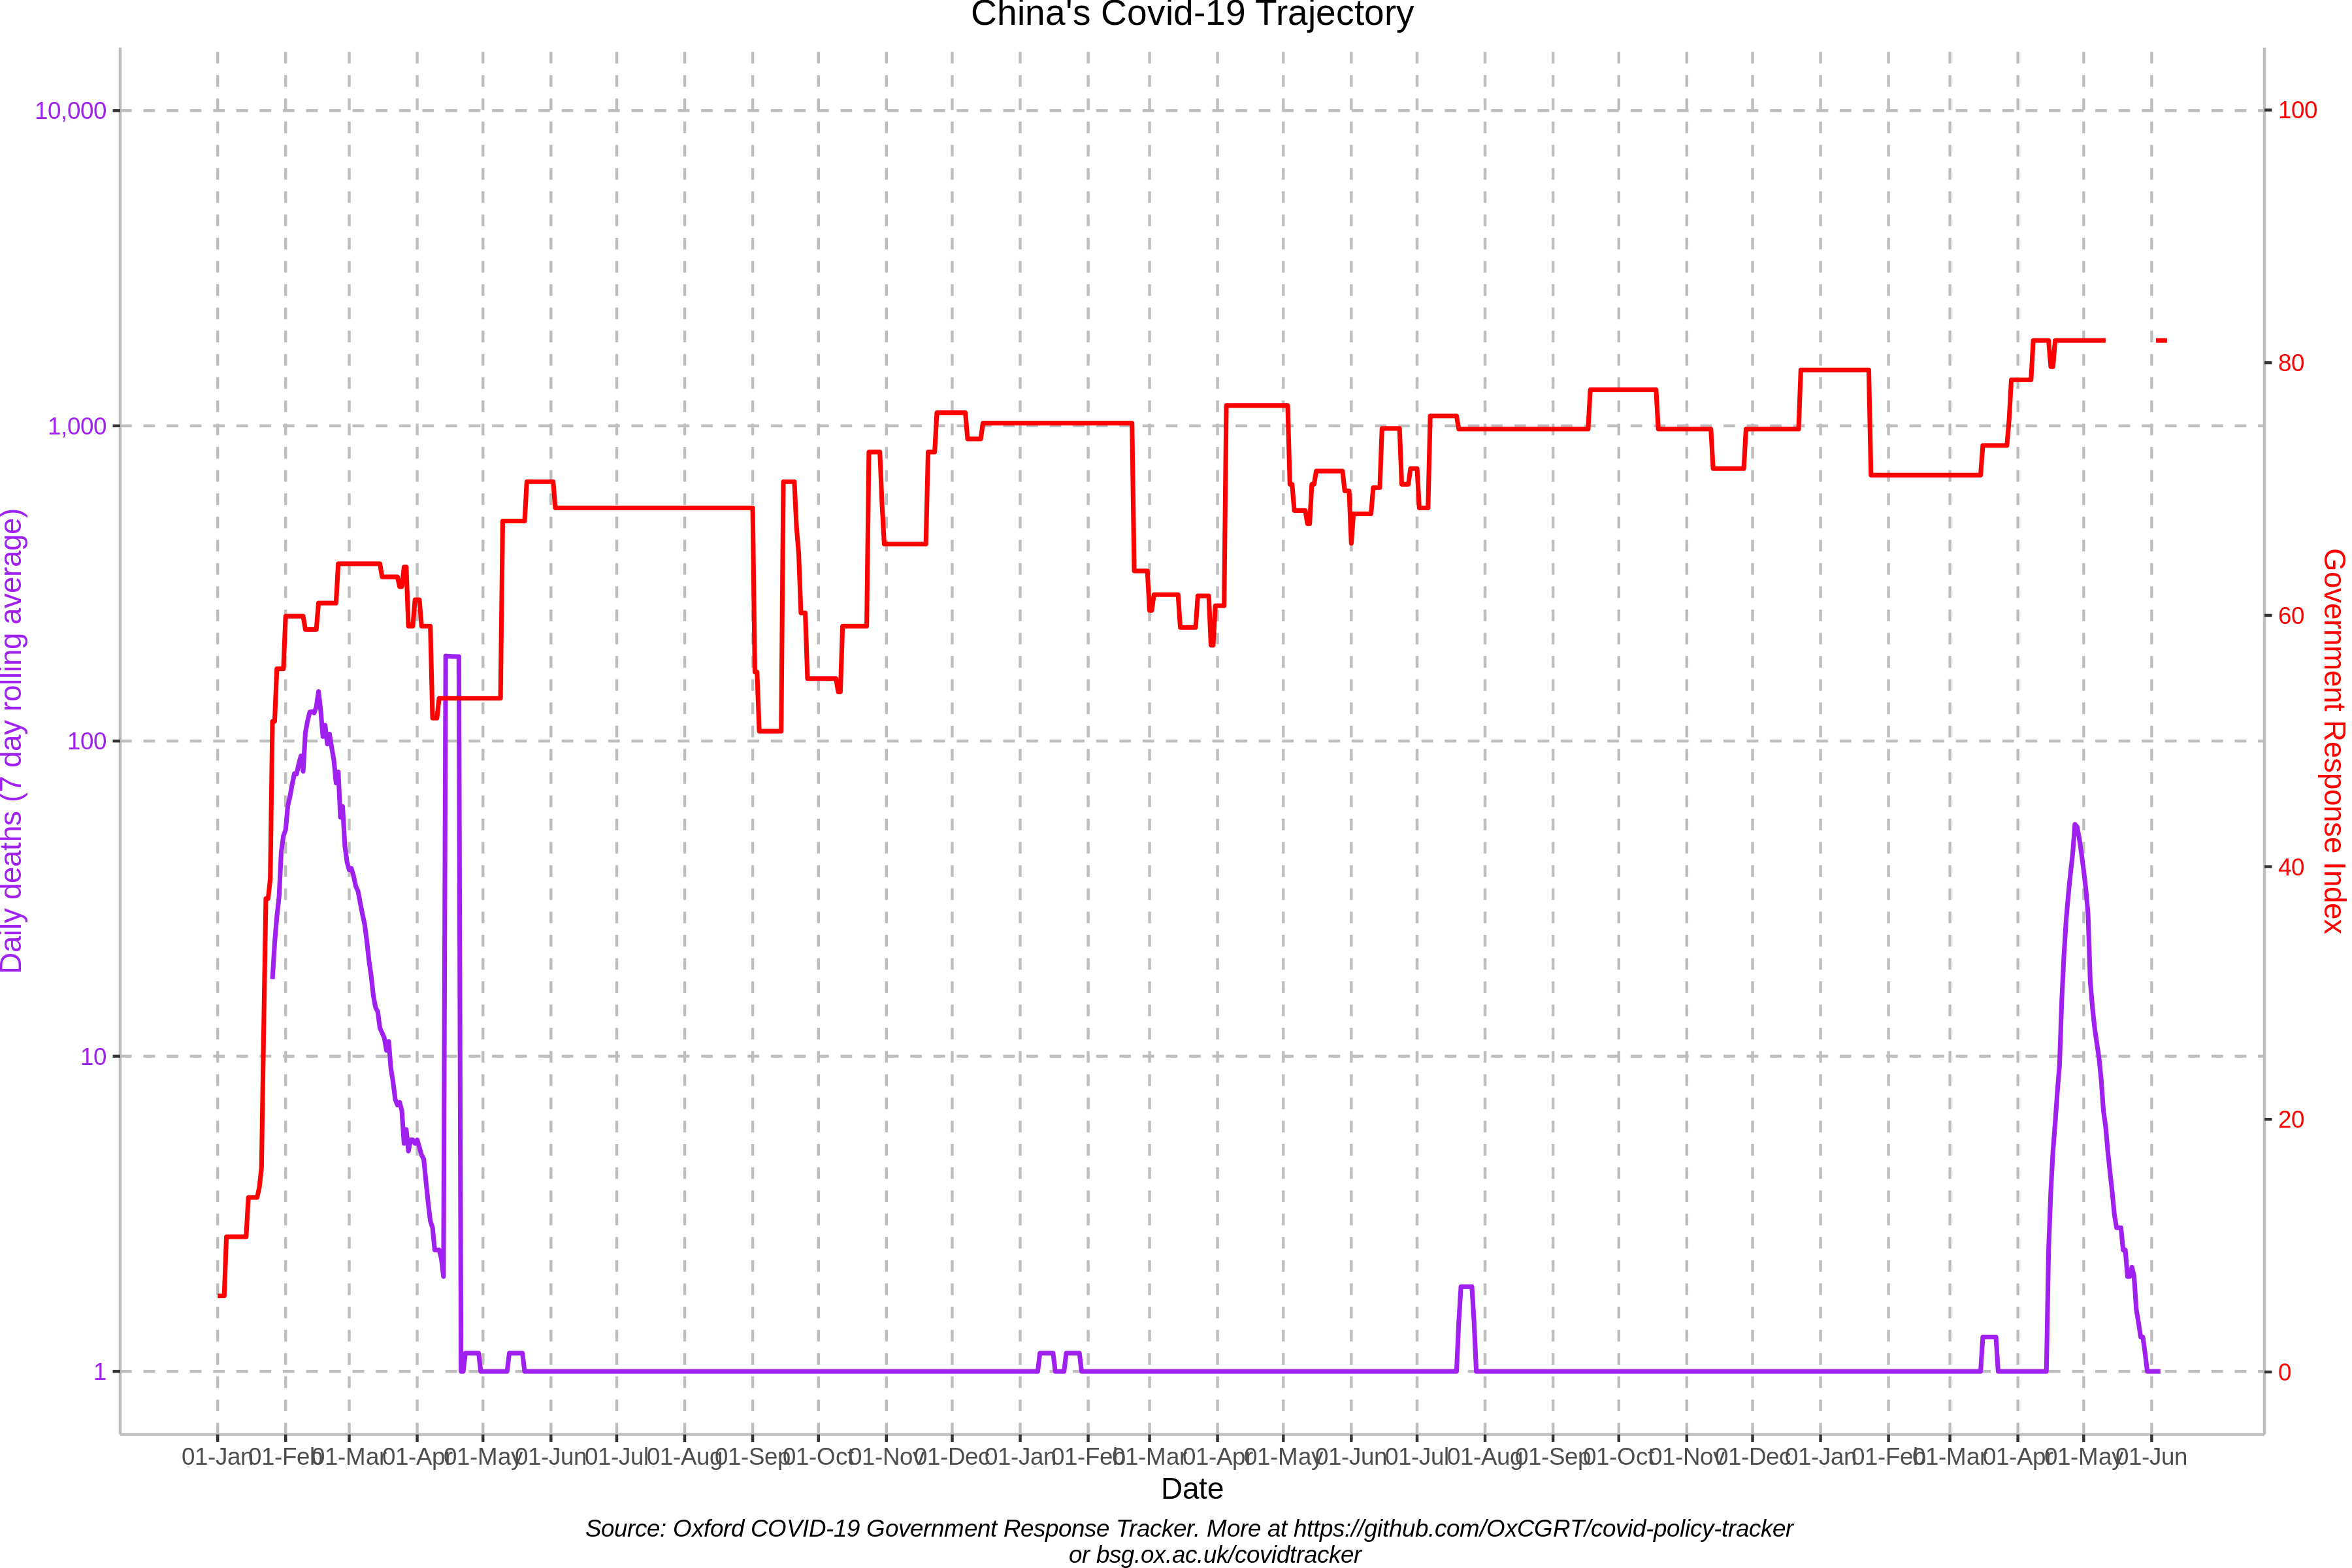 China's Covid-19 Trajectory
10,000
1,000
100
10
1
Daily deaths (7 day rolling average)
100
80
60
40
20
0
Government Response Index
01-Jan 01-Feb 01-Mar 01-Apr 01-May 01-Jun 01-Jul 01-Aug 01-Sep 01-Oct 01-Nov 01-Dec 01-Jan 01-Feb 01-Mar 01-Apr 01-May 01-Jun 01-Jul 01-Aug 01-Sep 01-Oct 01-Nov 01-Dec 01-Jan 01-Feb 01-Mar 01-Apr 01-May 01-Jun
Date
Source: Oxford COVID-19 Government Response Tracker. More at https://github.com/OxCGRT/covid-policy-tracker
or bsg.ox.ac.uk/covidtracker